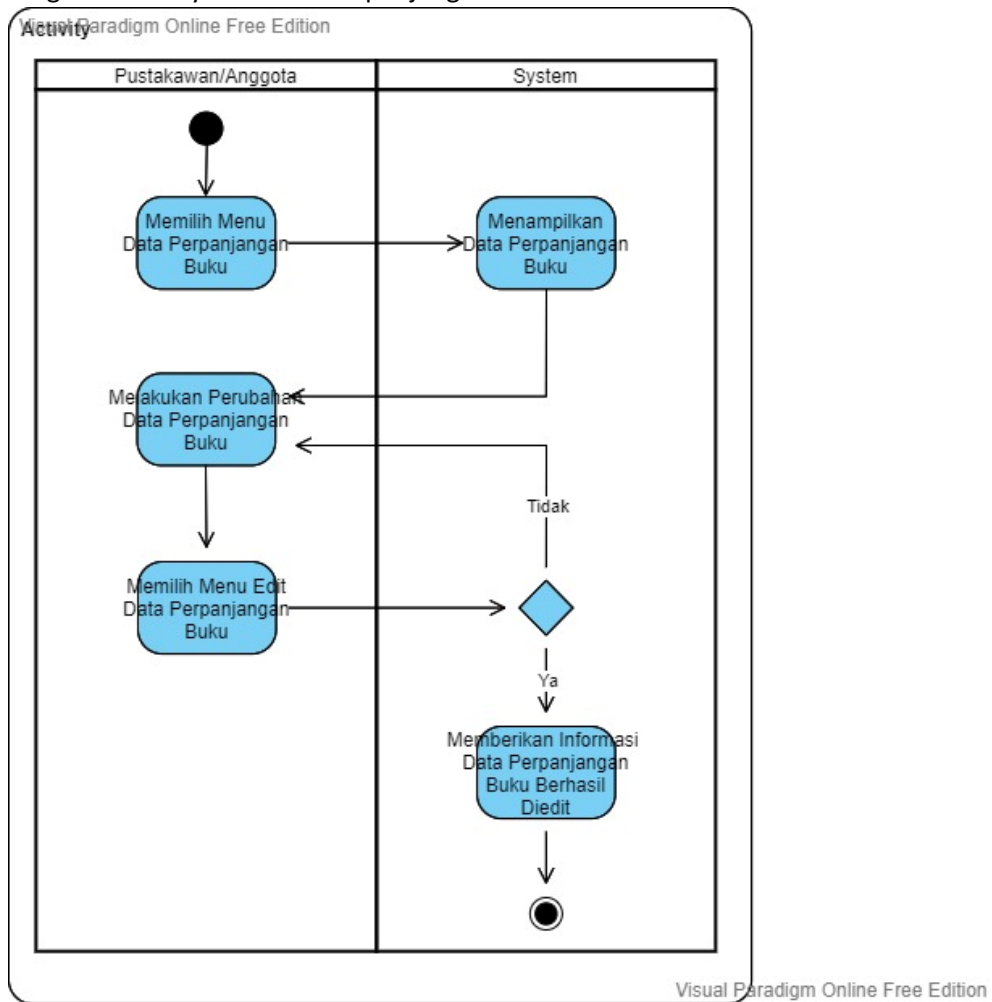 Activity
Visual Paradigm Online Free Edition
Pustakawan/Anggota
System
Memilih Menu
Data Perpanjangan
Buku
Menampilkan
Data Perpanjangan
Buku
Melakukan Perubahan
Data Perpanjangan
Buku
Tidak
Memilih Menu Edit
Data Perpanjangan
Buku
Ya
Memberikan Informasi
Data Perpanjangan
Buku Berhasil
Diedit
Visual Paradigm Online Free Edition